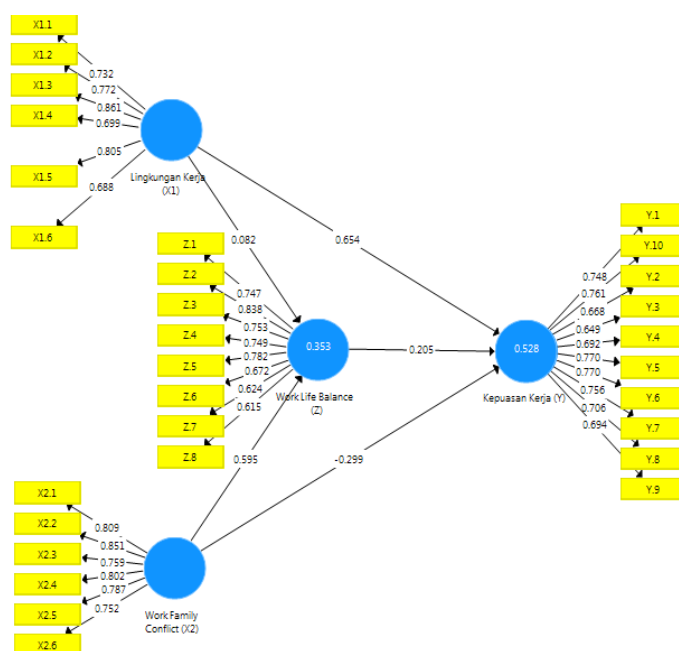 X1.1
X1.2
X1.3
X1.4
X1.5
X1.6
0.732
0.772
0.861
0.699
0.805
0.688
Lingkungan Kerja
(X1)
0.082
0.654
Z.1
Z.2
Z.3
Z.4
Z.5
Z.6
Z.7
Z.8
0.747
0.838
0.753
0.749
0.782
0.672
0.624
0.615
0.353
Work Life Balance
(Z)
0.205
0.595
-0.299
0.528
Kepuasan Kerja (Y)
Y.1
Y.10
Y.2
Y.3
Y.4
Y.5
Y.6
Y.7
Y.8
Y.9
0.748
0.761
0.668
0.649
0.692
0.770
0.770
0.756
0.706
0.694
X2.1
X2.2
X2.3
X2.4
X2.5
X2.6
0.809
0.851
0.759
0.802
0.787
0.752
Work Family
Conflict (X2)